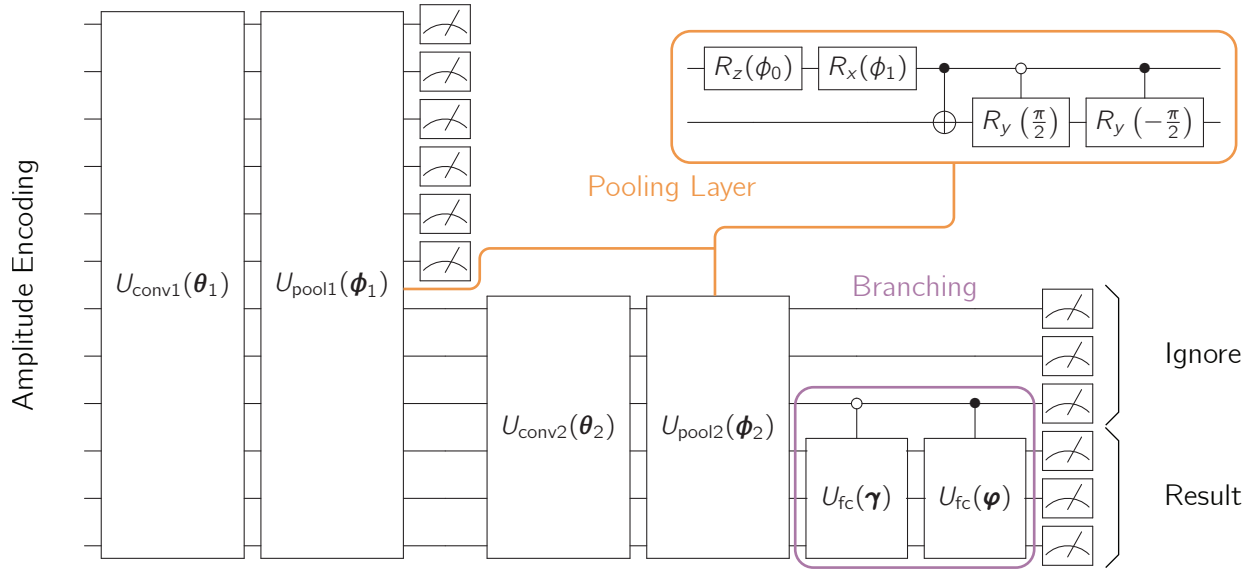 Amplitude Encoding
U_conv1(θ_1)
U_pool1(ϕ_1)
R_z(ϕ_0)
R_x(ϕ_1)
R_y (π/2)
R_y (−π/2)
Pooling Layer
Branching
U_conv2(θ_2)
U_pool2(ϕ_2)
U_fc(γ)
U_fc(φ)
Ignore
Result